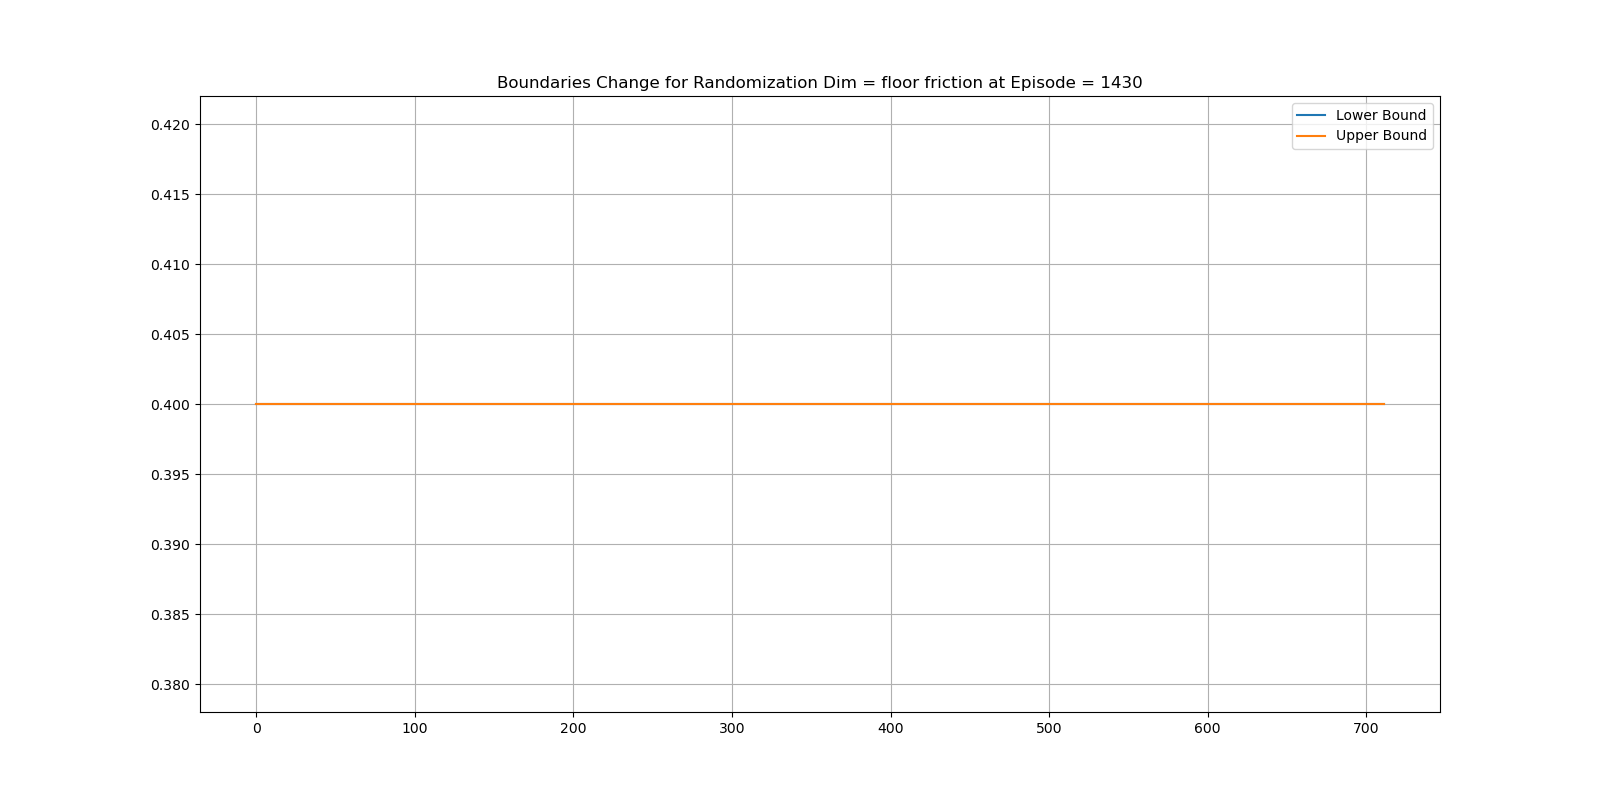 Boundaries Change for Randomization Dim = floor friction at Episode = 1430
Lower Bound
Upper Bound
0.420
0.415
0.410
0.405
0.400
0.395
0.390
0.385
0.380
0 100 200 300 400 500 600 700